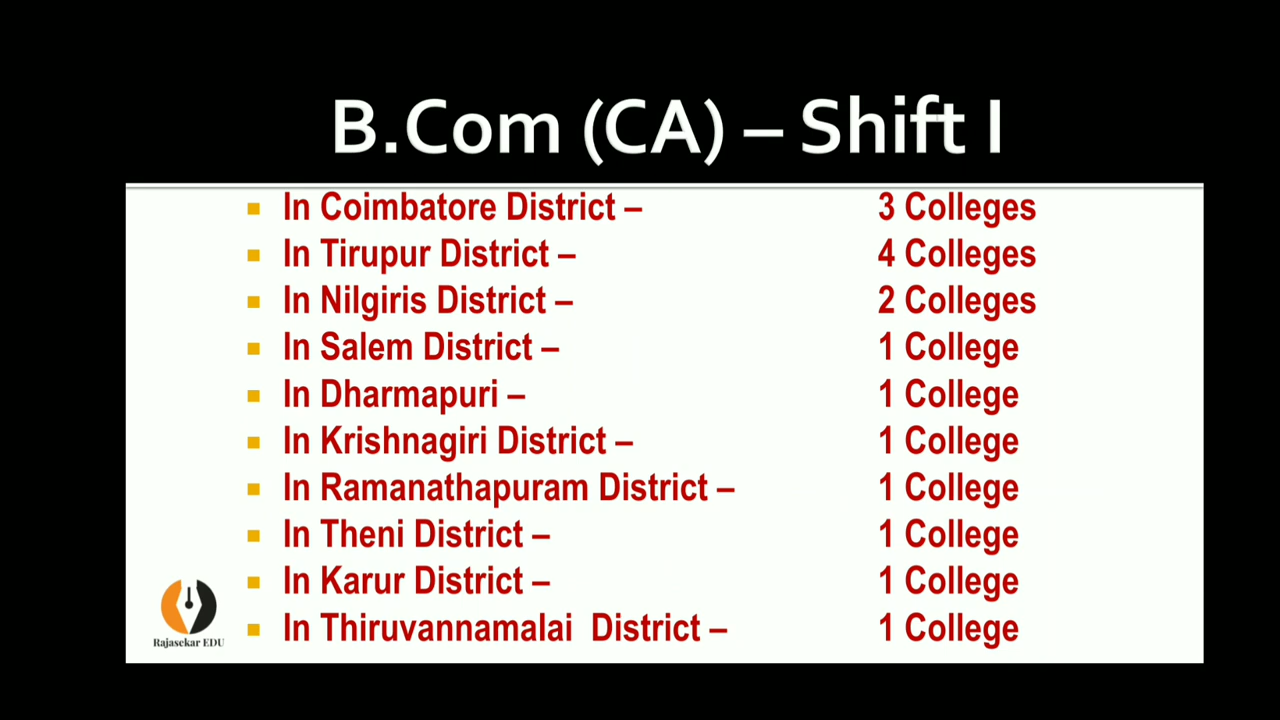 B.Com (CA) – Shift I
In Coimbatore District – 3 Colleges
In Tirupur District – 4 Colleges
In Nilgiris District – 2 Colleges
In Salem District – 1 College
In Dharmapuri – 1 College
In Krishnagiri District – 1 College
In Ramanathapuram District – 1 College
In Theni District – 1 College
In Karur District – 1 College
In Thiruvannamalai District – 1 College
Rajasekar EDU